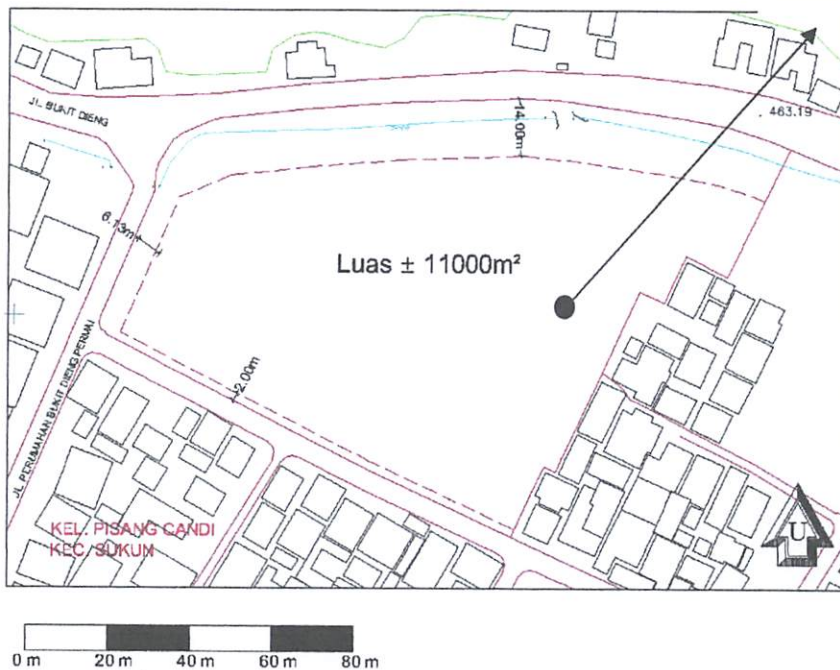 JL. BUKIT DIENG
14.00m
463.19
6.13m
Luas ± 11000m²
2.00m
JL. PERUMAHAN BUKIT DIENG PERMAI
KEL. PISANG CANDI
KEC. SUKUN
U
0 m 20 m 40 m 60 m 80 m